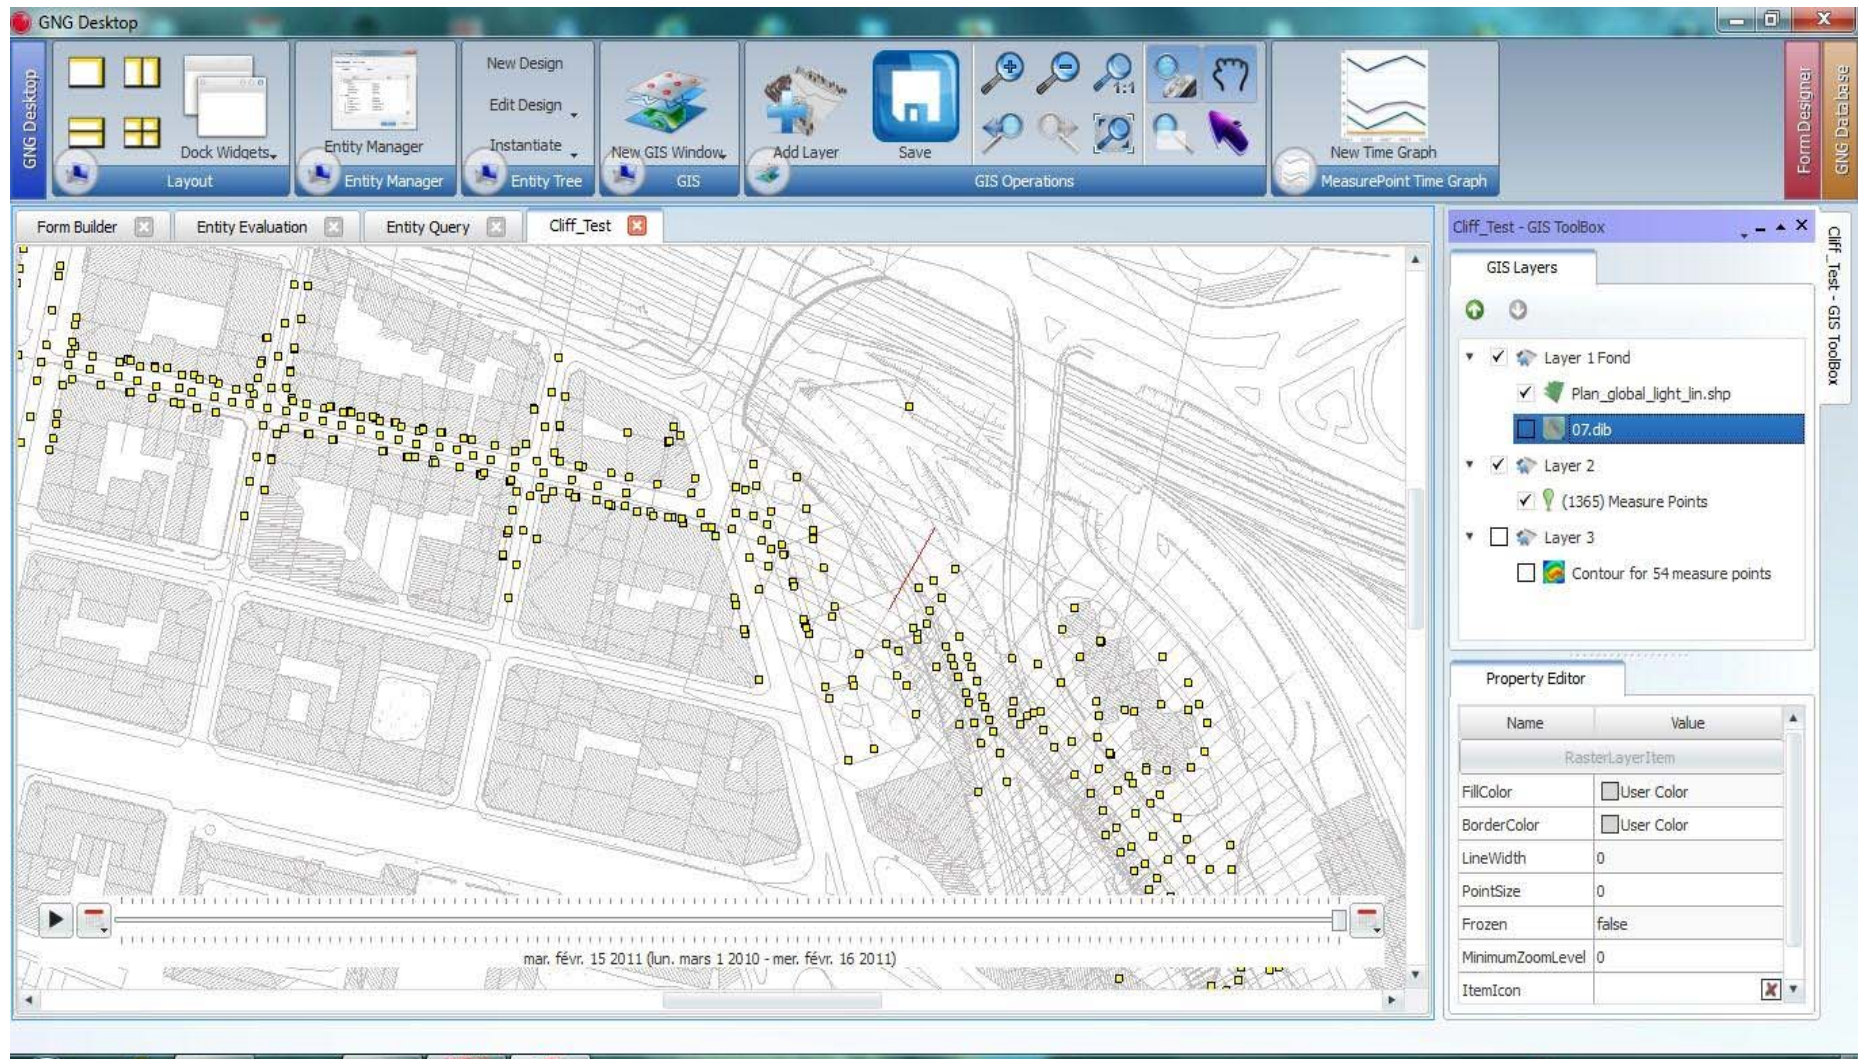 GNG Desktop
GNG Desktop
Dock Widgets
Layout
Entity Manager
Entity Manager
New Design
Edit Design
Instantiate
Entity Tree
New GIS Window
GIS
Add Layer
Save
1:1
GIS Operations
New Time Graph
MeasurePoint Time Graph
Form Designer
GNG Database
Form Builder
Entity Evaluation
Entity Query
Cliff_Test
Cliff_Test - GIS ToolBox
Cliff_Test - GIS ToolBox
GIS Layers
Layer 1 Fond
Plan_global_light_lin.shp
07.dib
Layer 2
(1365) Measure Points
Layer 3
Contour for 54 measure points
Property Editor
Name Value
RasterLayerItem
FillColor User Color
BorderColor User Color
LineWidth 0
PointSize 0
Frozen false
MinimumZoomLevel 0
ItemIcon
mar. févr. 15 2011 (lun. mars 1 2010 - mer. févr. 16 2011)